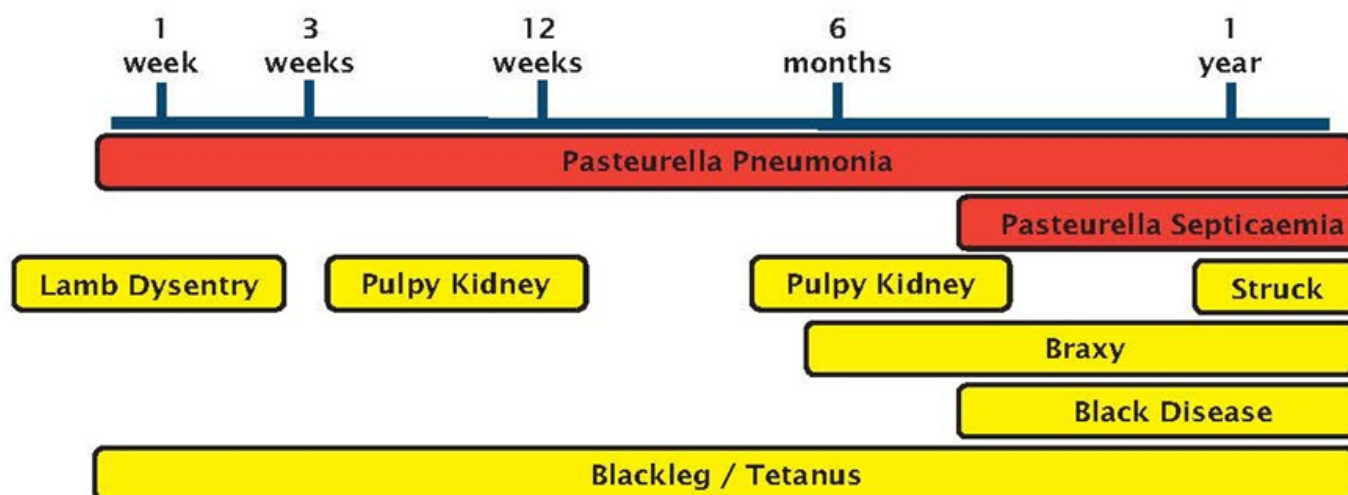 1 week
3 weeks
12 weeks
6 months
1 year
Pasteurella Pneumonia
Pasteurella Septicaemia
Lamb Dysentry
Pulpy Kidney
Pulpy Kidney
Struck
Braxy
Black Disease
Blackleg / Tetanus